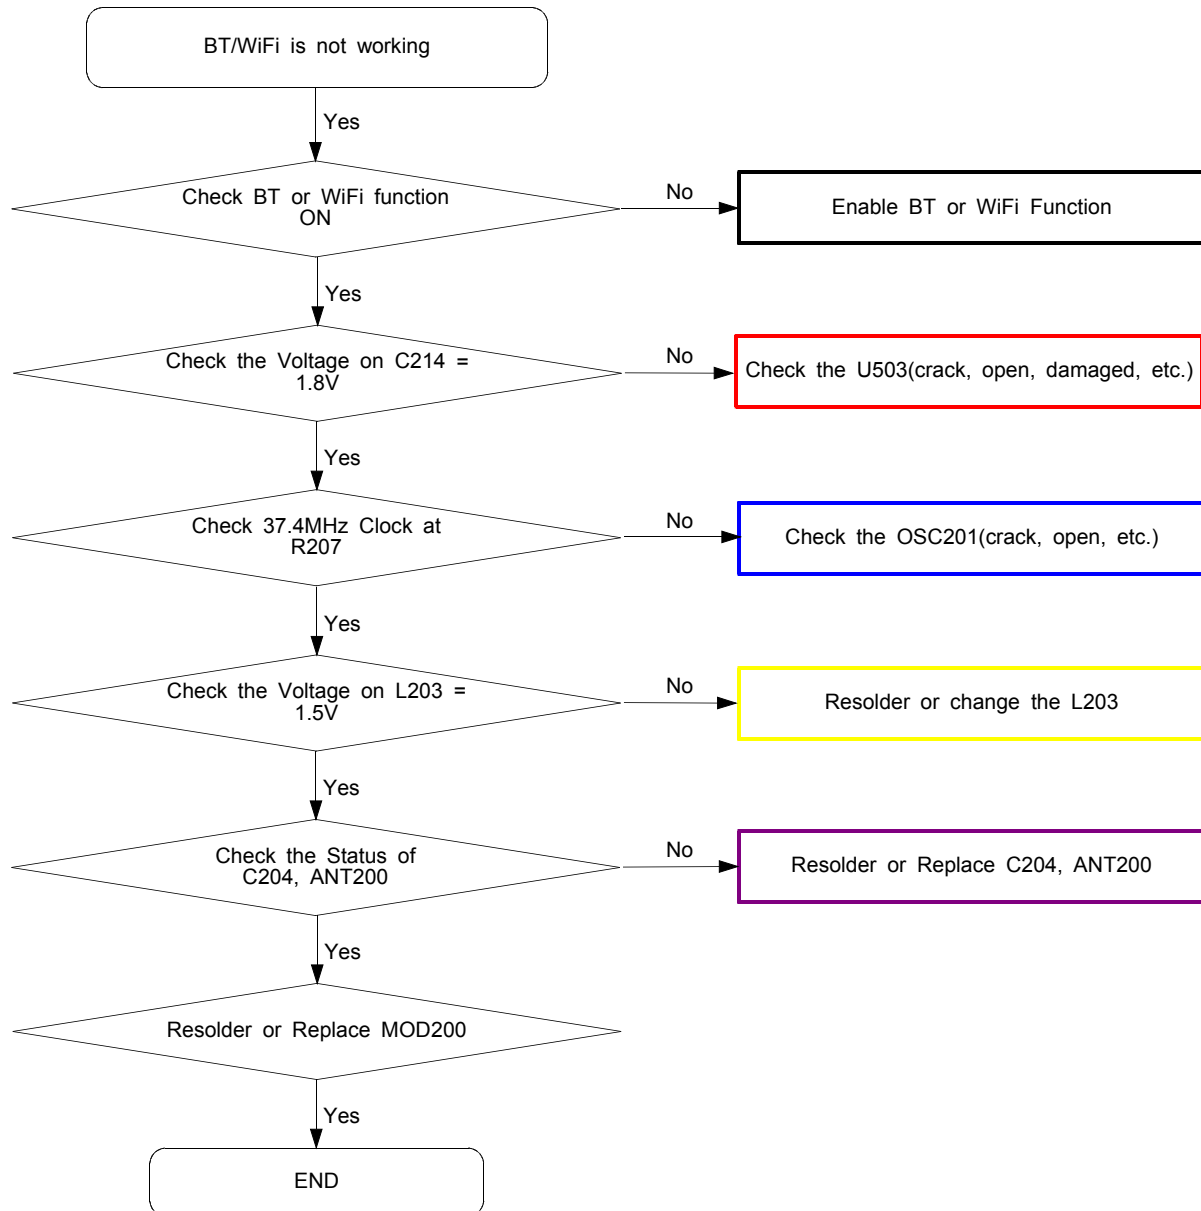 BT/WiFi is not working
Yes
Check BT or WiFi function
ON
No
Enable BT or WiFi Function
Yes
Check the Voltage on C214 =
1.8V
No
Check the U503(crack, open, damaged, etc.)
Yes
Check 37.4MHz Clock at
R207
No
Check the OSC201(crack, open, etc.)
Yes
Check the Voltage on L203 =
1.5V
No
Resolder or change the L203
Yes
Check the Status of
C204, ANT200
No
Resolder or Replace C204, ANT200
Yes
Resolder or Replace MOD200
Yes
END